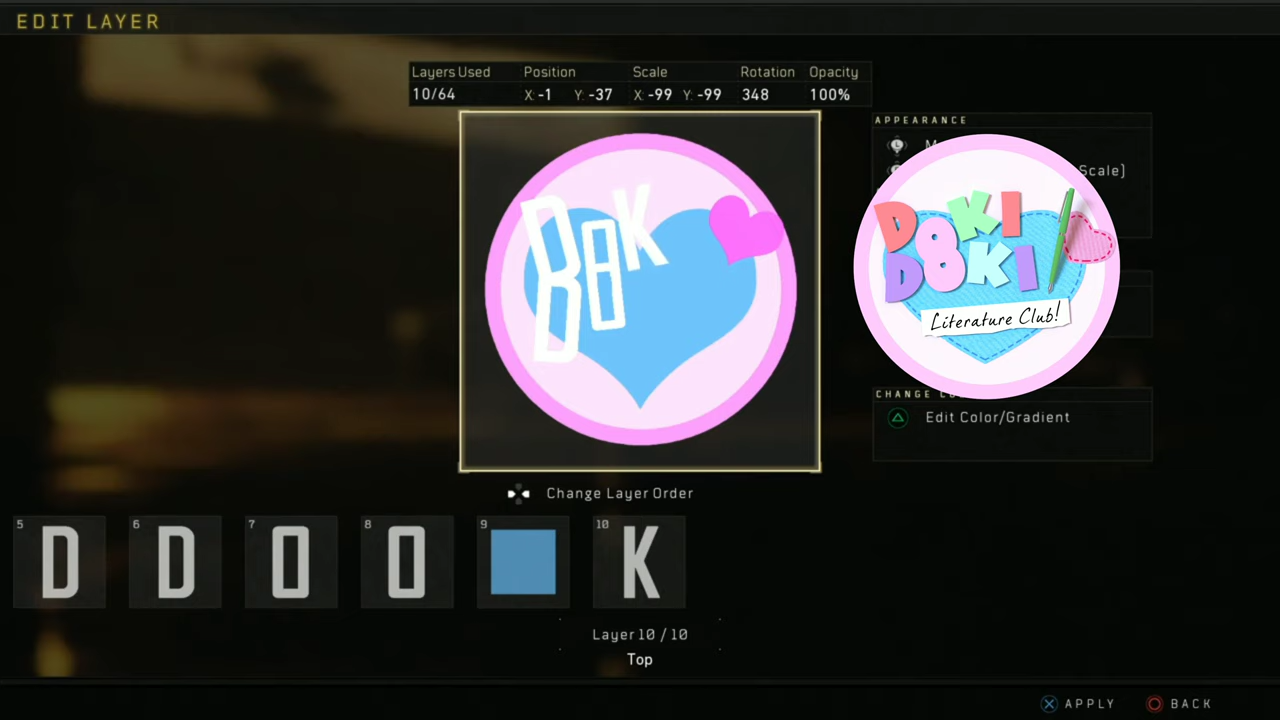 EDIT LAYER
Layers Used Position Scale Rotation Opacity
10/64 X: -1 Y: -37 X: -99 Y: -99 348 100%
APPEARANCE
Scale]
D
D
O
O
K
DOKI
DOKI
Literature Club!
CHANGE
Edit Color/Gradient
Change Layer Order
5 6 7 8 9 10
D D O O K
Layer 10 / 10
Top
APPLY BACK